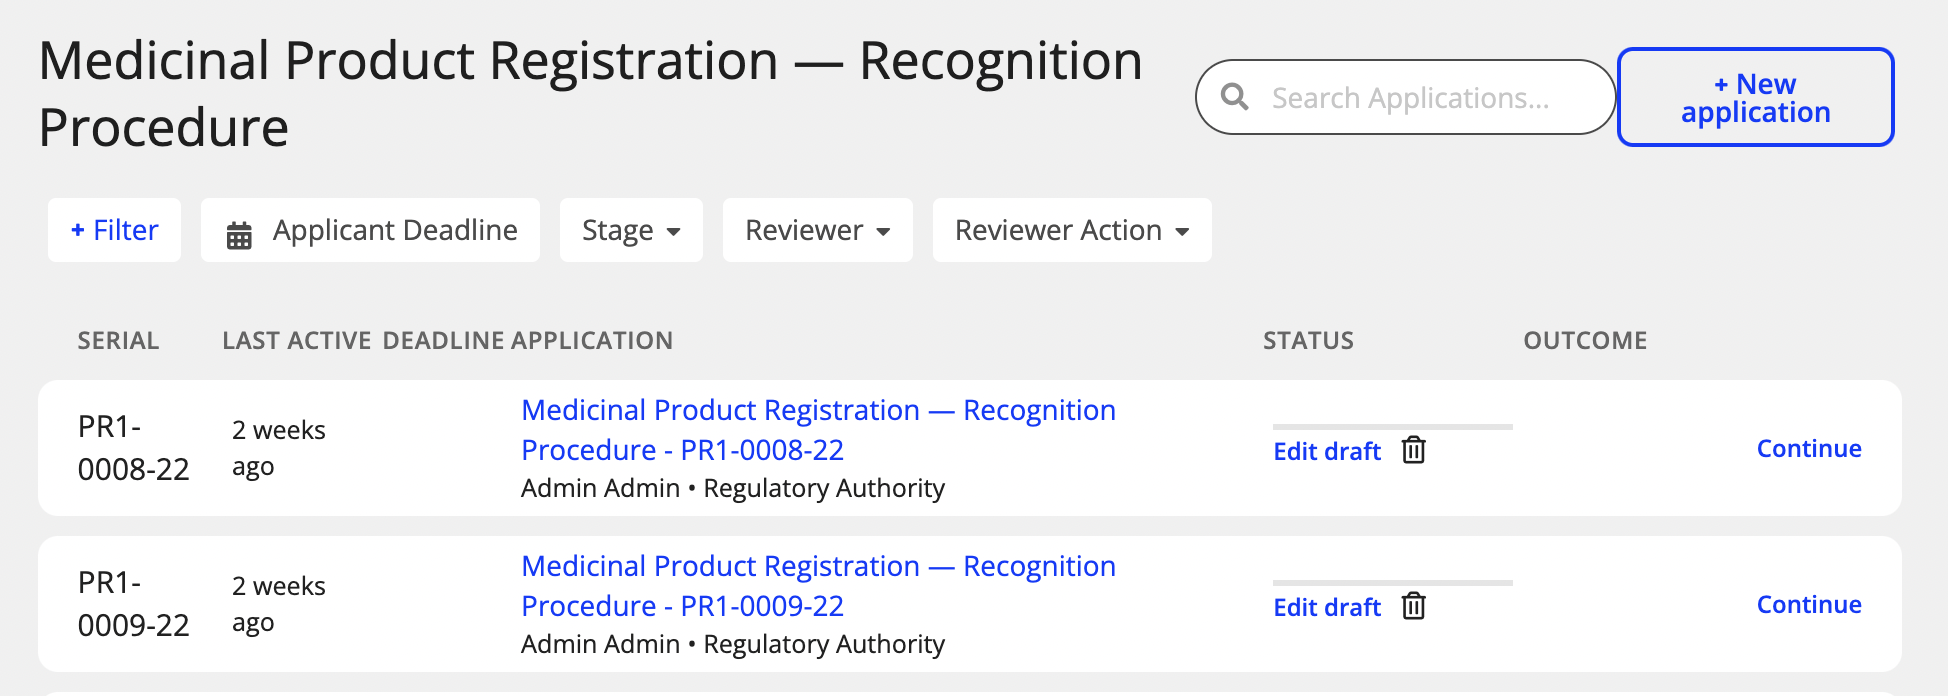 Medicinal Product Registration — Recognition
Procedure
Search Applications...
+ New
application
+ Filter
Applicant Deadline
Stage
Reviewer
Reviewer Action
SERIAL
LAST ACTIVE
DEADLINE
APPLICATION
STATUS
OUTCOME
PR1-
0008-22
2 weeks
ago
Medicinal Product Registration — Recognition
Procedure - PR1-0008-22
Admin Admin • Regulatory Authority
Edit draft
Continue
PR1-
0009-22
2 weeks
ago
Medicinal Product Registration — Recognition
Procedure - PR1-0009-22
Admin Admin • Regulatory Authority
Edit draft
Continue